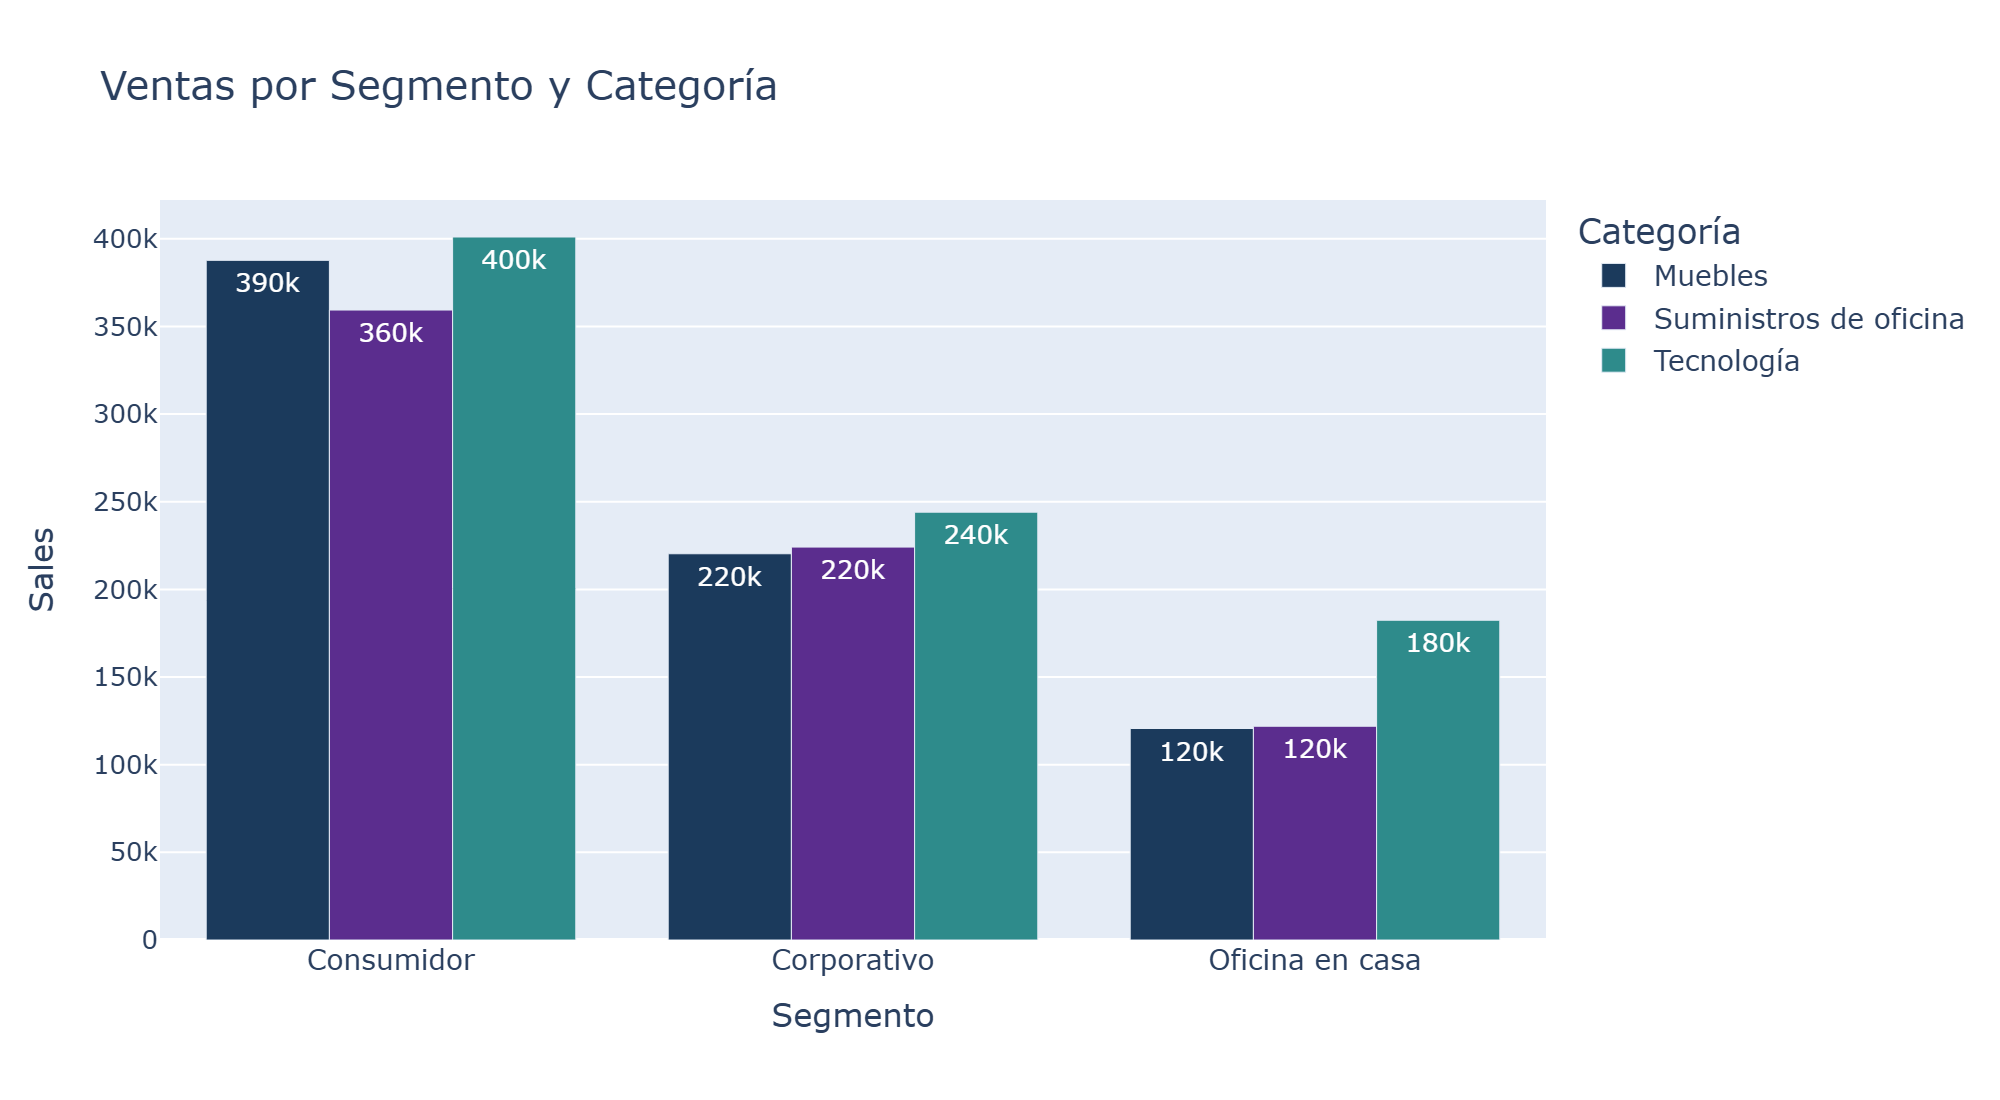 Ventas por Segmento y Categoría
Categoría
Muebles
Suministros de oficina
Tecnología
Sales
400k
350k
300k
250k
200k
150k
100k
50k
0
390k
360k
400k
220k
220k
240k
120k
120k
180k
Consumidor
Corporativo
Oficina en casa
Segmento